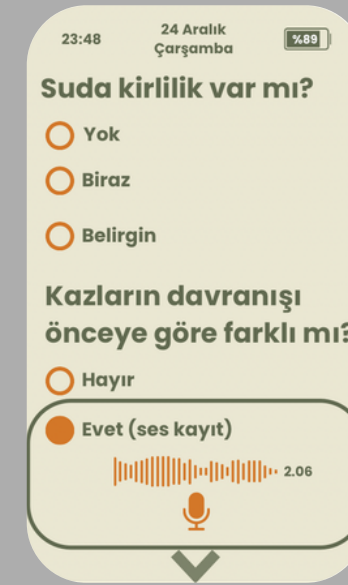 23:48
24 Aralık
Çarşamba
%89
Suda kirlilik var mı?
Yok
Biraz
Belirgin
Kazların davranışı
önceye göre farklı mı?
Hayır
Evet (ses kayıt)
2.06